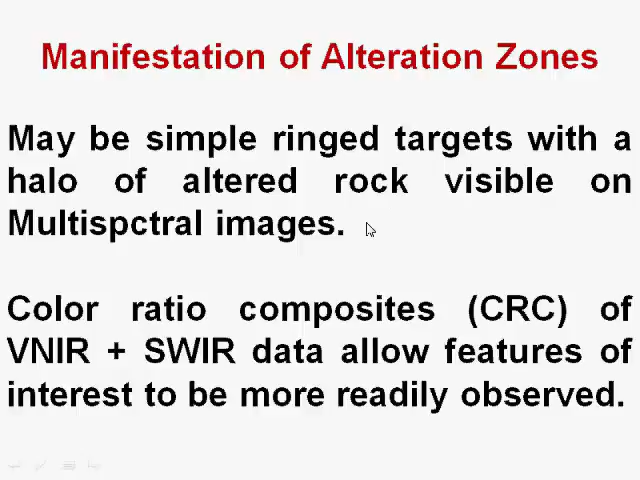 Manifestation of Alteration Zones
May be simple ringed targets with a
halo of altered rock visible on
Multispctral images.
Color ratio composites (CRC) of
VNIR + SWIR data allow features of
interest to be more readily observed.